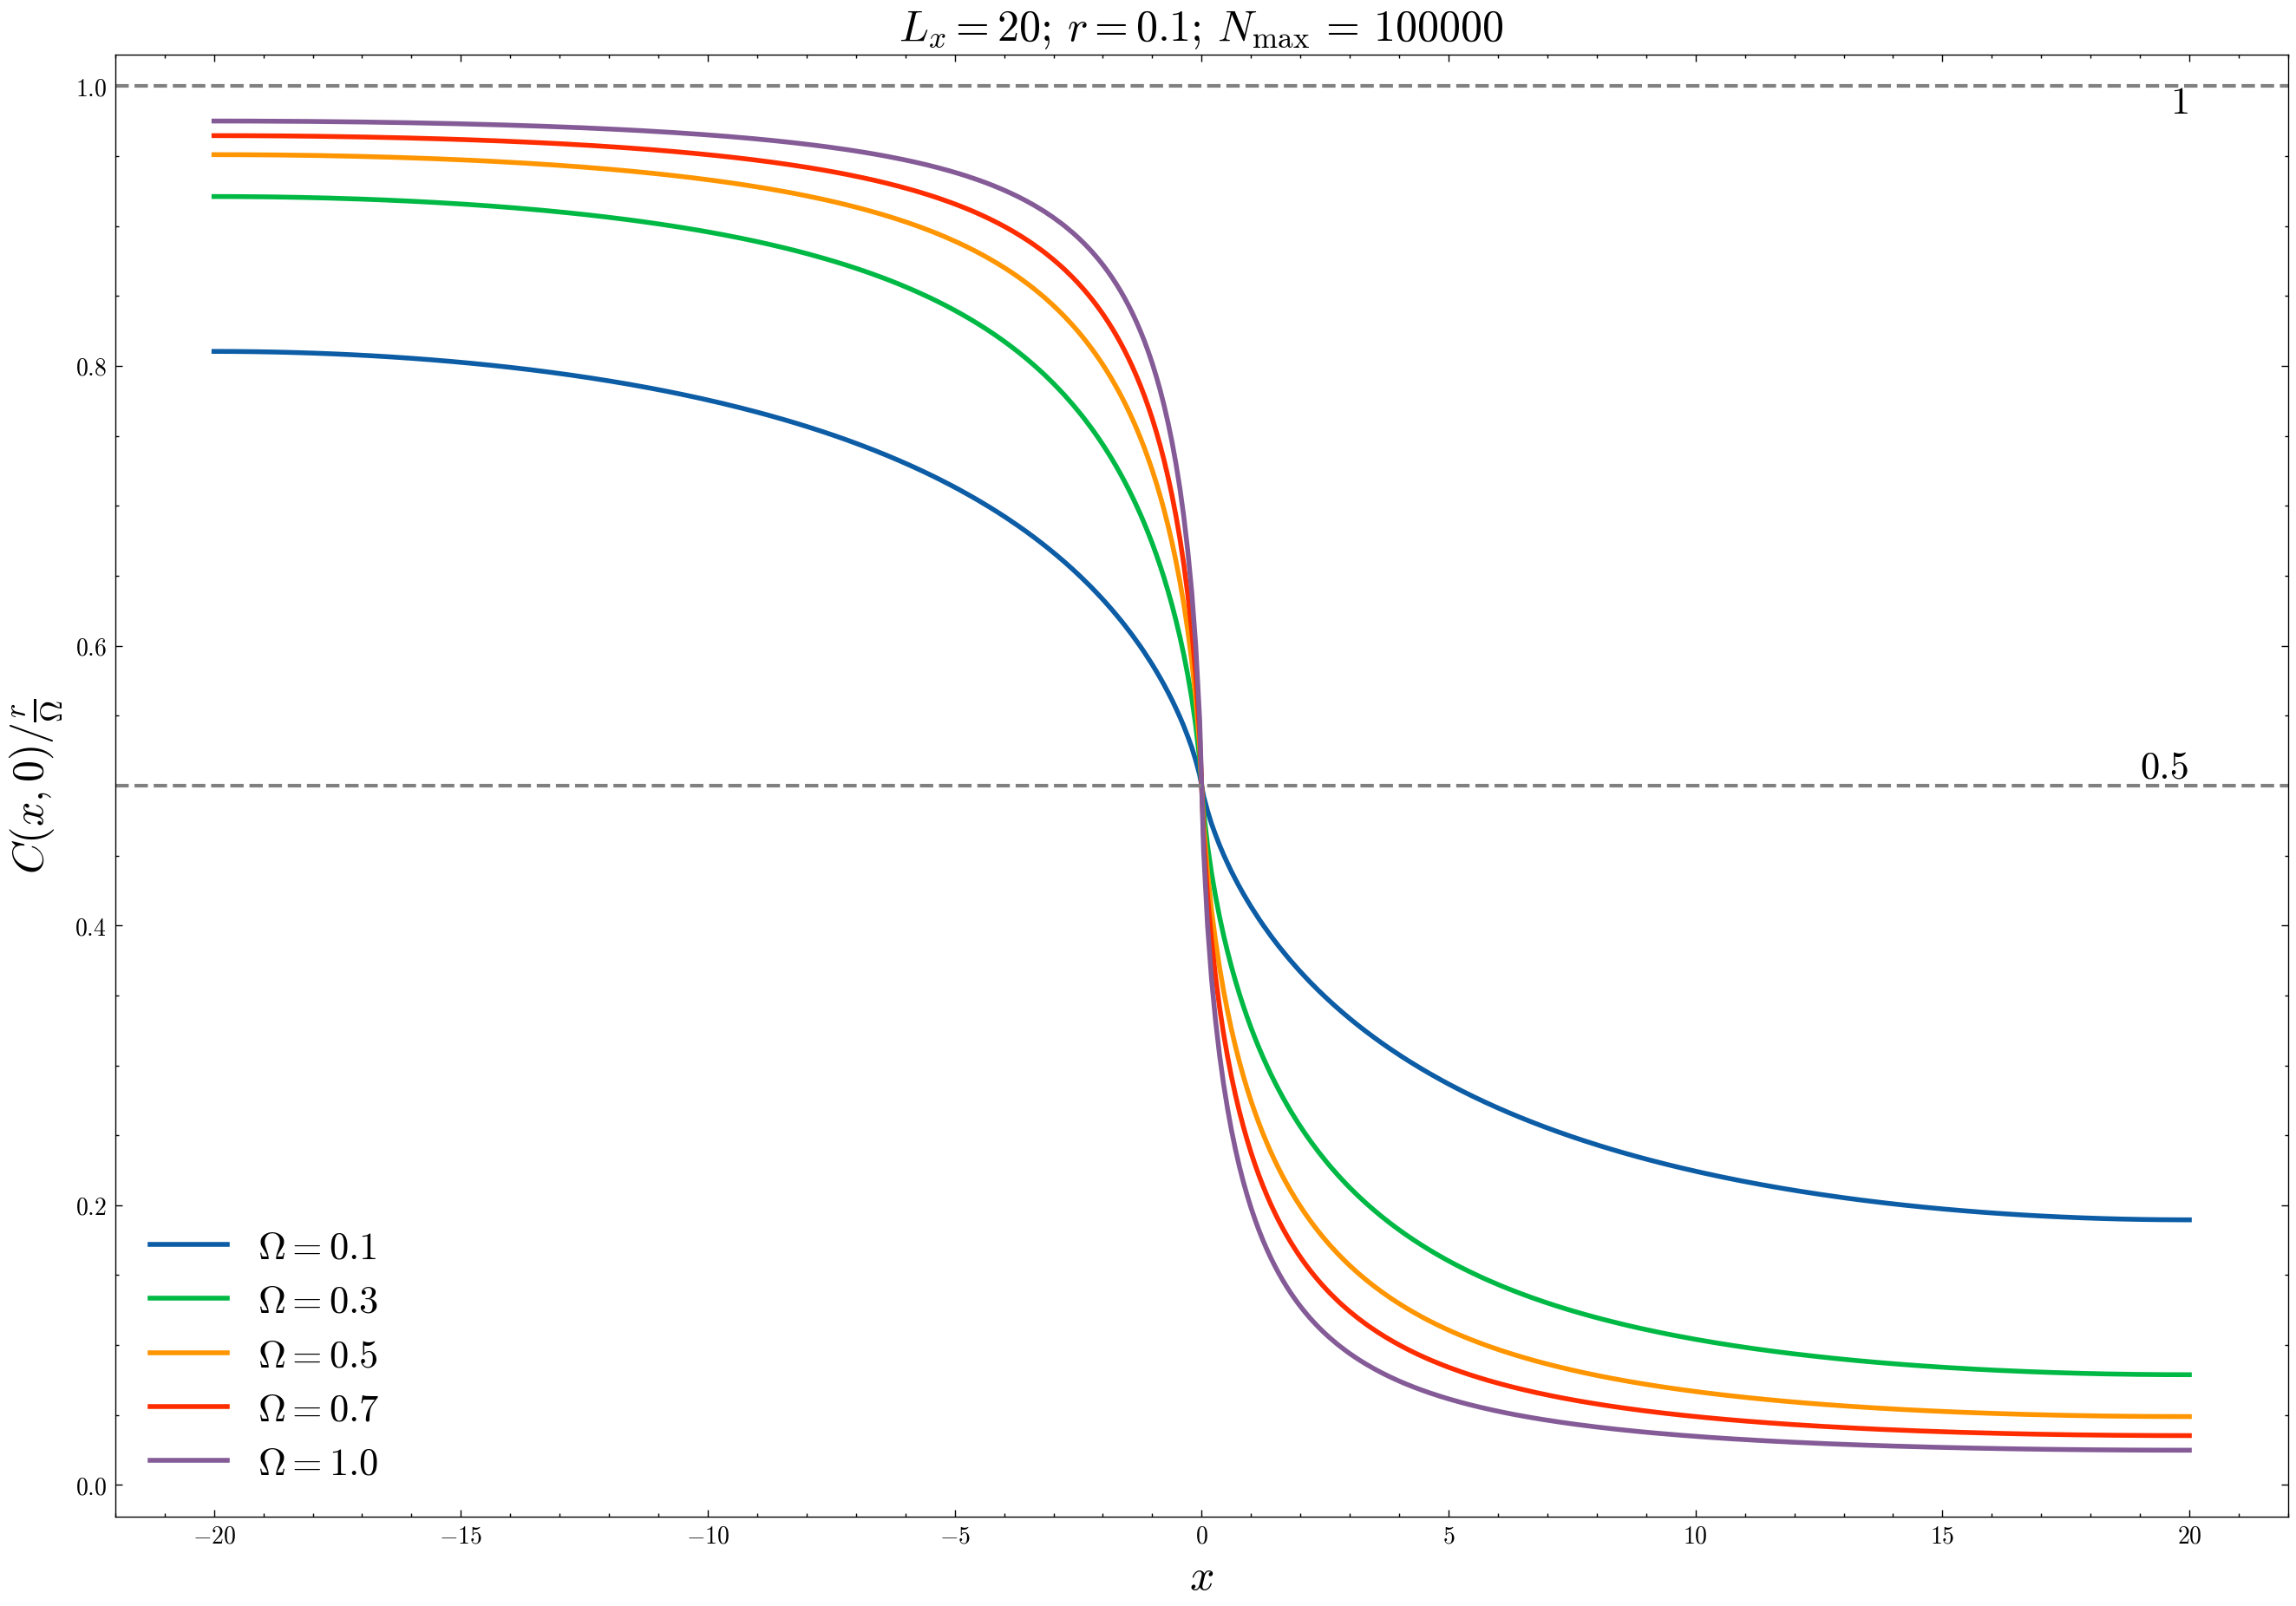 L_x = 20; r = 0.1; N_max = 100000
C(x, 0)/r/Ω
1.0
0.8
0.6
0.4
0.2
0.0
1
0.5
Ω = 0.1
Ω = 0.3
Ω = 0.5
Ω = 0.7
Ω = 1.0
−20 −15 −10 −5 0 5 10 15 20
x